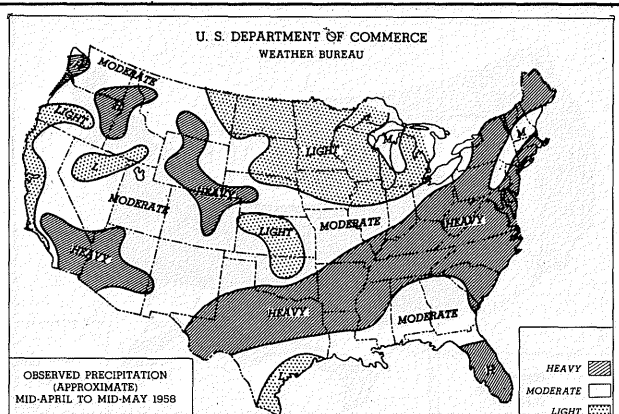 U. S. DEPARTMENT OF COMMERCE
WEATHER BUREAU
MODERATE
H
LIGHT
H
LIGHT
M
M
L
HEAVY
MODERATE
LIGHT
MODERATE
HEAVY
HEAVY
HEAVY
MODERATE
H
L
OBSERVED PRECIPITATION
(APPROXIMATE)
MID-APRIL TO MID-MAY 1958
HEAVY
MODERATE
LIGHT